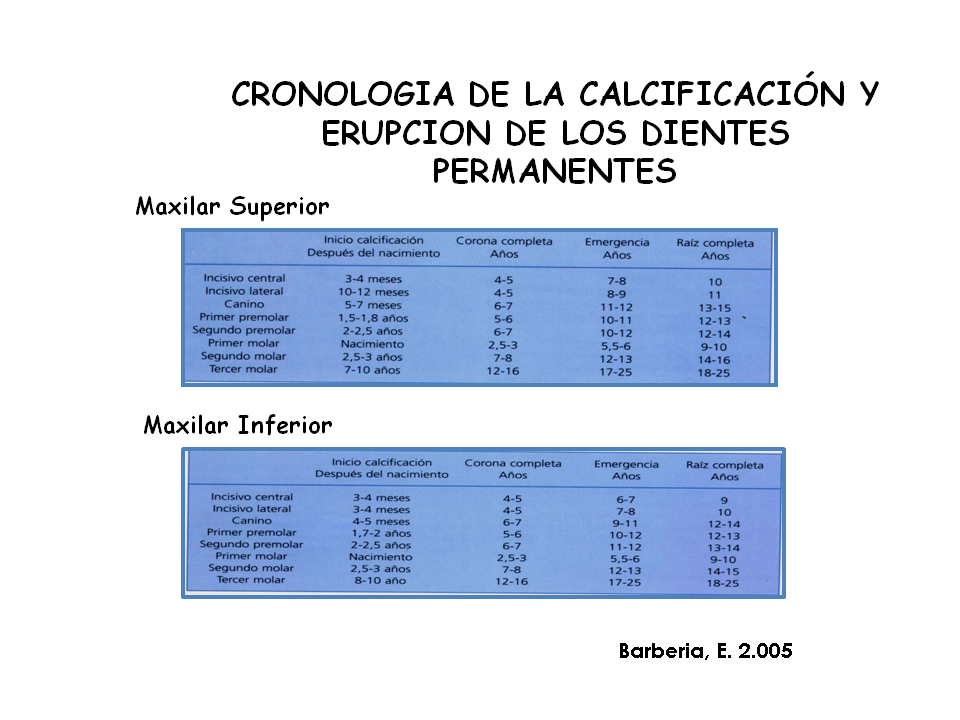 CRONOLOGIA DE LA CALCIFICACIÓN Y
ERUPCION DE LOS DIENTES
PERMANENTES
Maxilar Superior
Inicio calcificación Corona completa Emergencia Raíz completa
Después del nacimiento Años Años Años
Incisivo central 3-4 meses 4-5 7-8 10
Incisivo lateral 10-12 meses 4-5 8-9 11
Canino 5-7 meses 6-7 11-12 13-15
Primer premolar 1,5-1,8 años 5-6 10-11 12-13
Segundo premolar 2-2,5 años 6-7 10-12 12-14
Primer molar Nacimiento 2,5-3 5,5-6 9-10
Segundo molar 2,5-3 años 7-8 12-13 14-16
Tercer molar 7-10 años 12-16 17-25 18-25
Maxilar Inferior
Inicio calcificación Corona completa Emergencia Raíz completa
Después del nacimiento Años Años Años
Incisivo central 3-4 meses 4-5 6-7 9
Incisivo lateral 3-4 meses 4-5 7-8 10
Canino 4-5 meses 6-7 9-11 12-14
Primer premolar 1,7-2 años 5-6 10-12 12-13
Segundo premolar 2-2,5 años 6-7 11-12 13-14
Primer molar Nacimiento 2,5-3 5,5-6 9-10
Segundo molar 2,5-3 años 7-8 12-13 14-15
Tercer molar 8-10 año 12-16 17-25 18-25
Barberia, E. 2.005